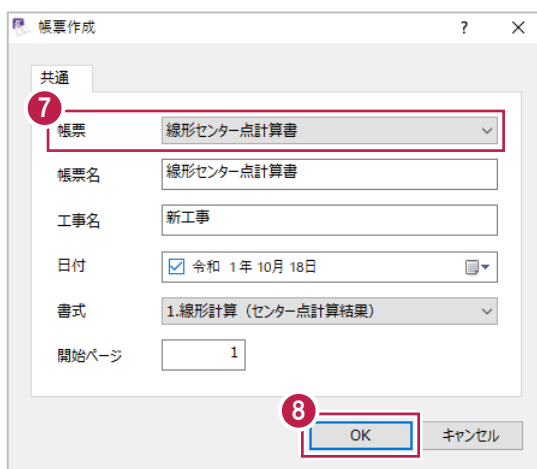 帳票作成 ? ×
共通
7
帳票 線形センター点計算書
帳票名 線形センター点計算書
工事名 新工事
日付 令和 1年 10月 18日
書式 1.線形計算（センター点計算結果）
開始ページ 1
8
OK キャンセル